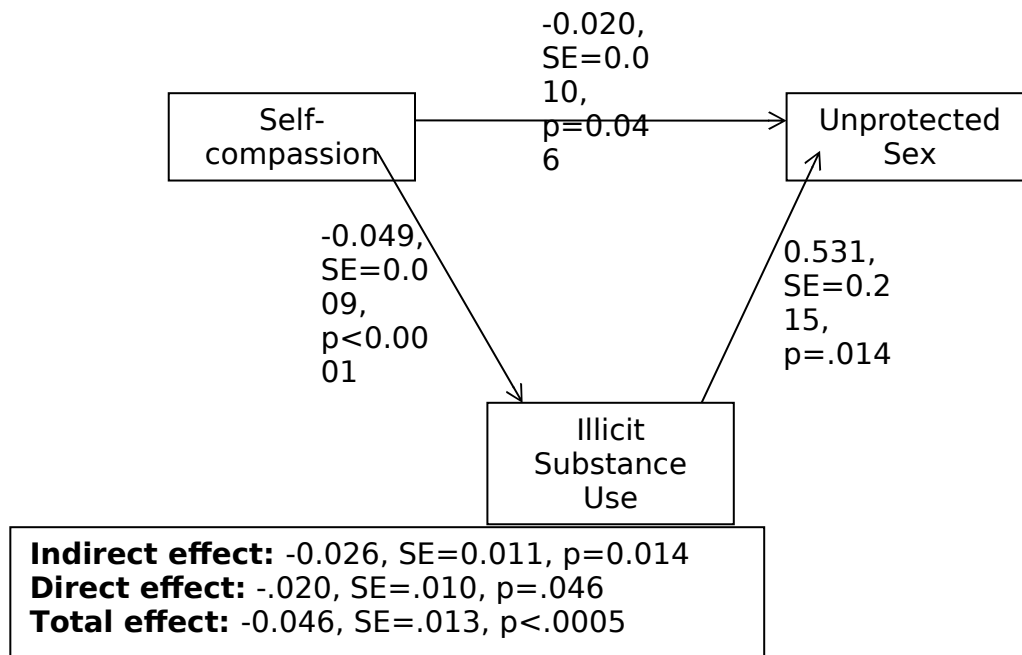 -0.020,
SE=0.0
10,
p=0.04
6
Self-
compassion
Unprotected
Sex
-0.049,
SE=0.0
09,
p<0.00
01
0.531,
SE=0.2
15,
p=.014
Illicit
Substance
Use
Indirect effect: -0.026, SE=0.011, p=0.014
Direct effect: -.020, SE=.010, p=.046
Total effect: -0.046, SE=.013, p<.0005